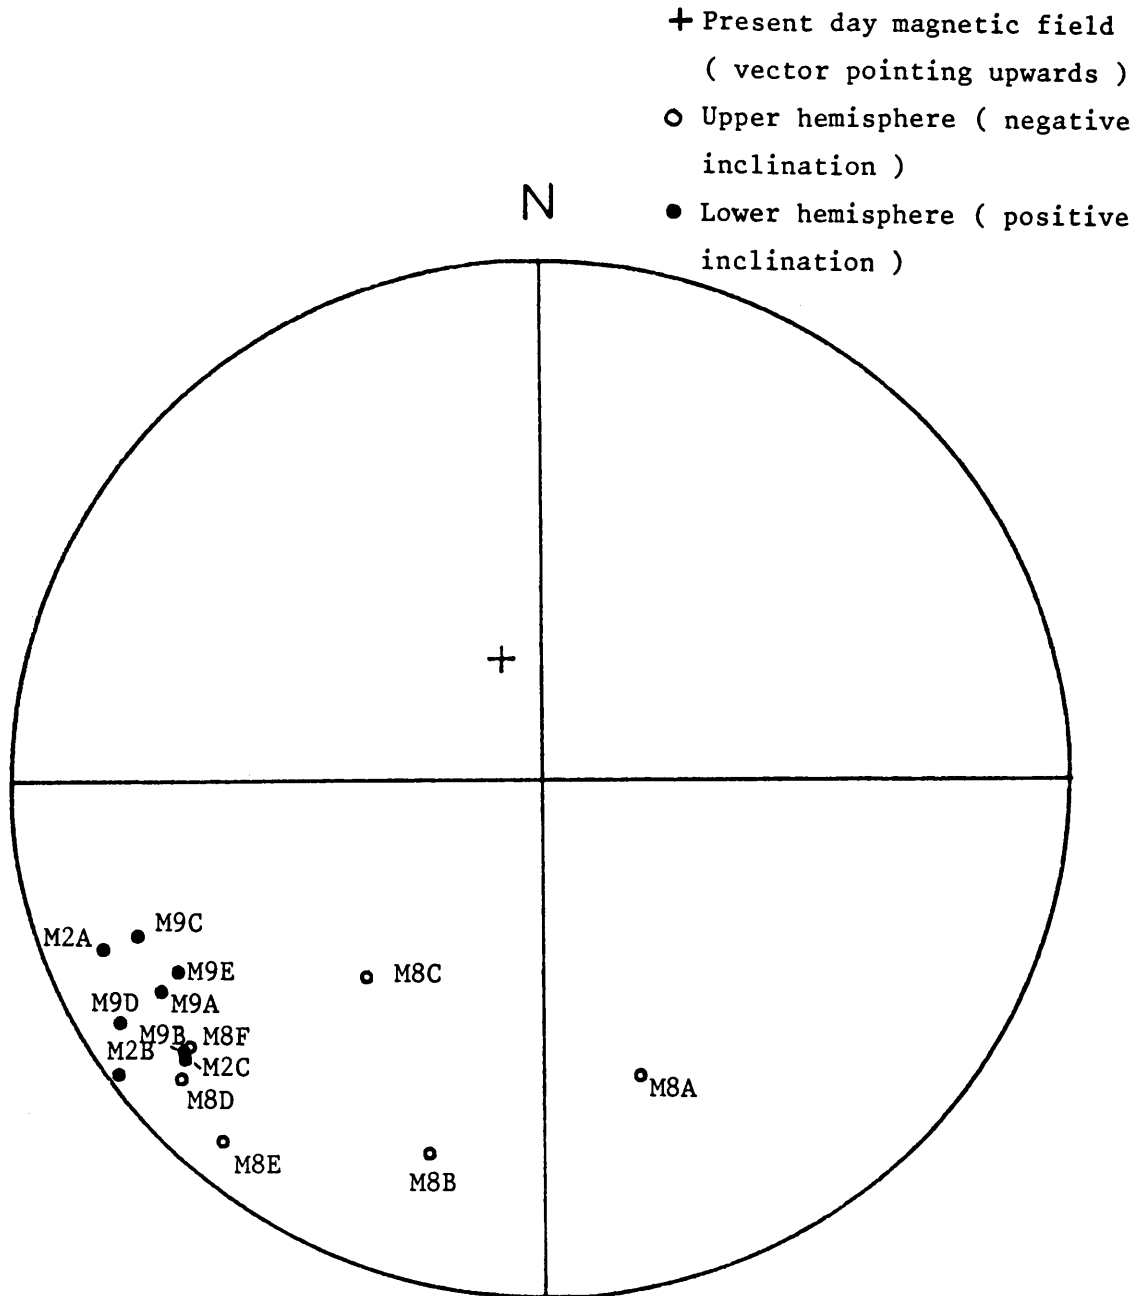 + Present day magnetic field
( vector pointing upwards )
Upper hemisphere ( negative
inclination )
Lower hemisphere ( positive
inclination )
N
M9C
M2A
M9E
M8C
M9D
M9A
M9B
M8F
M2B
M2C
M8D
M8A
M8E
M8B